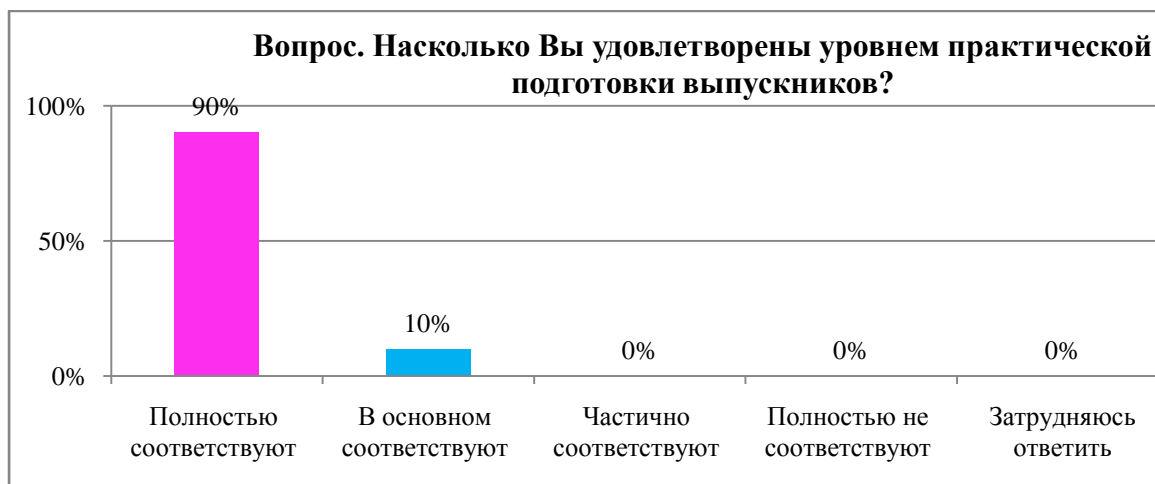 Вопрос. Насколько Вы удовлетворены уровнем практической
подготовки выпускников?
100%
90%
50%
10%
0%
0%
0%
0%
Полностью
соответствуют
В основном
соответствуют
Частично
соответствуют
Полностью не
соответствуют
Затрудняюсь
ответить